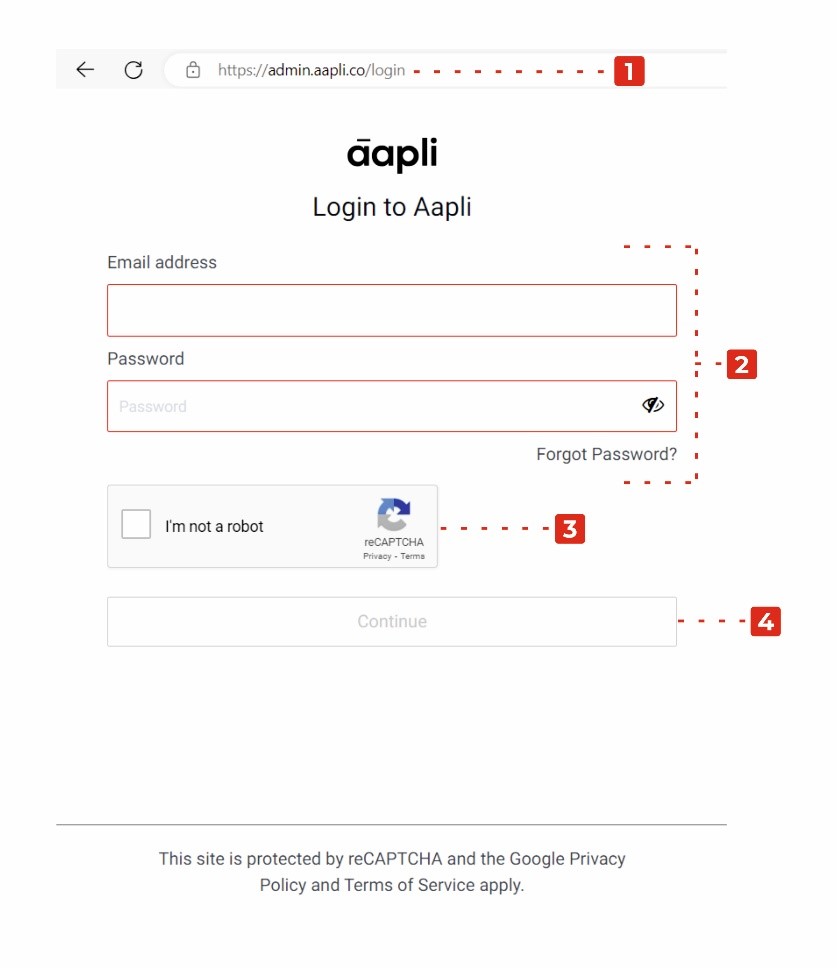 https://admin.aapli.co/login 1
āapli
Login to Aapli
Email address
Password
2
Password
Forgot Password?
I'm not a robot
reCAPTCHA
Privacy - Terms
3
Continue 4
This site is protected by reCAPTCHA and the Google Privacy
Policy and Terms of Service apply.